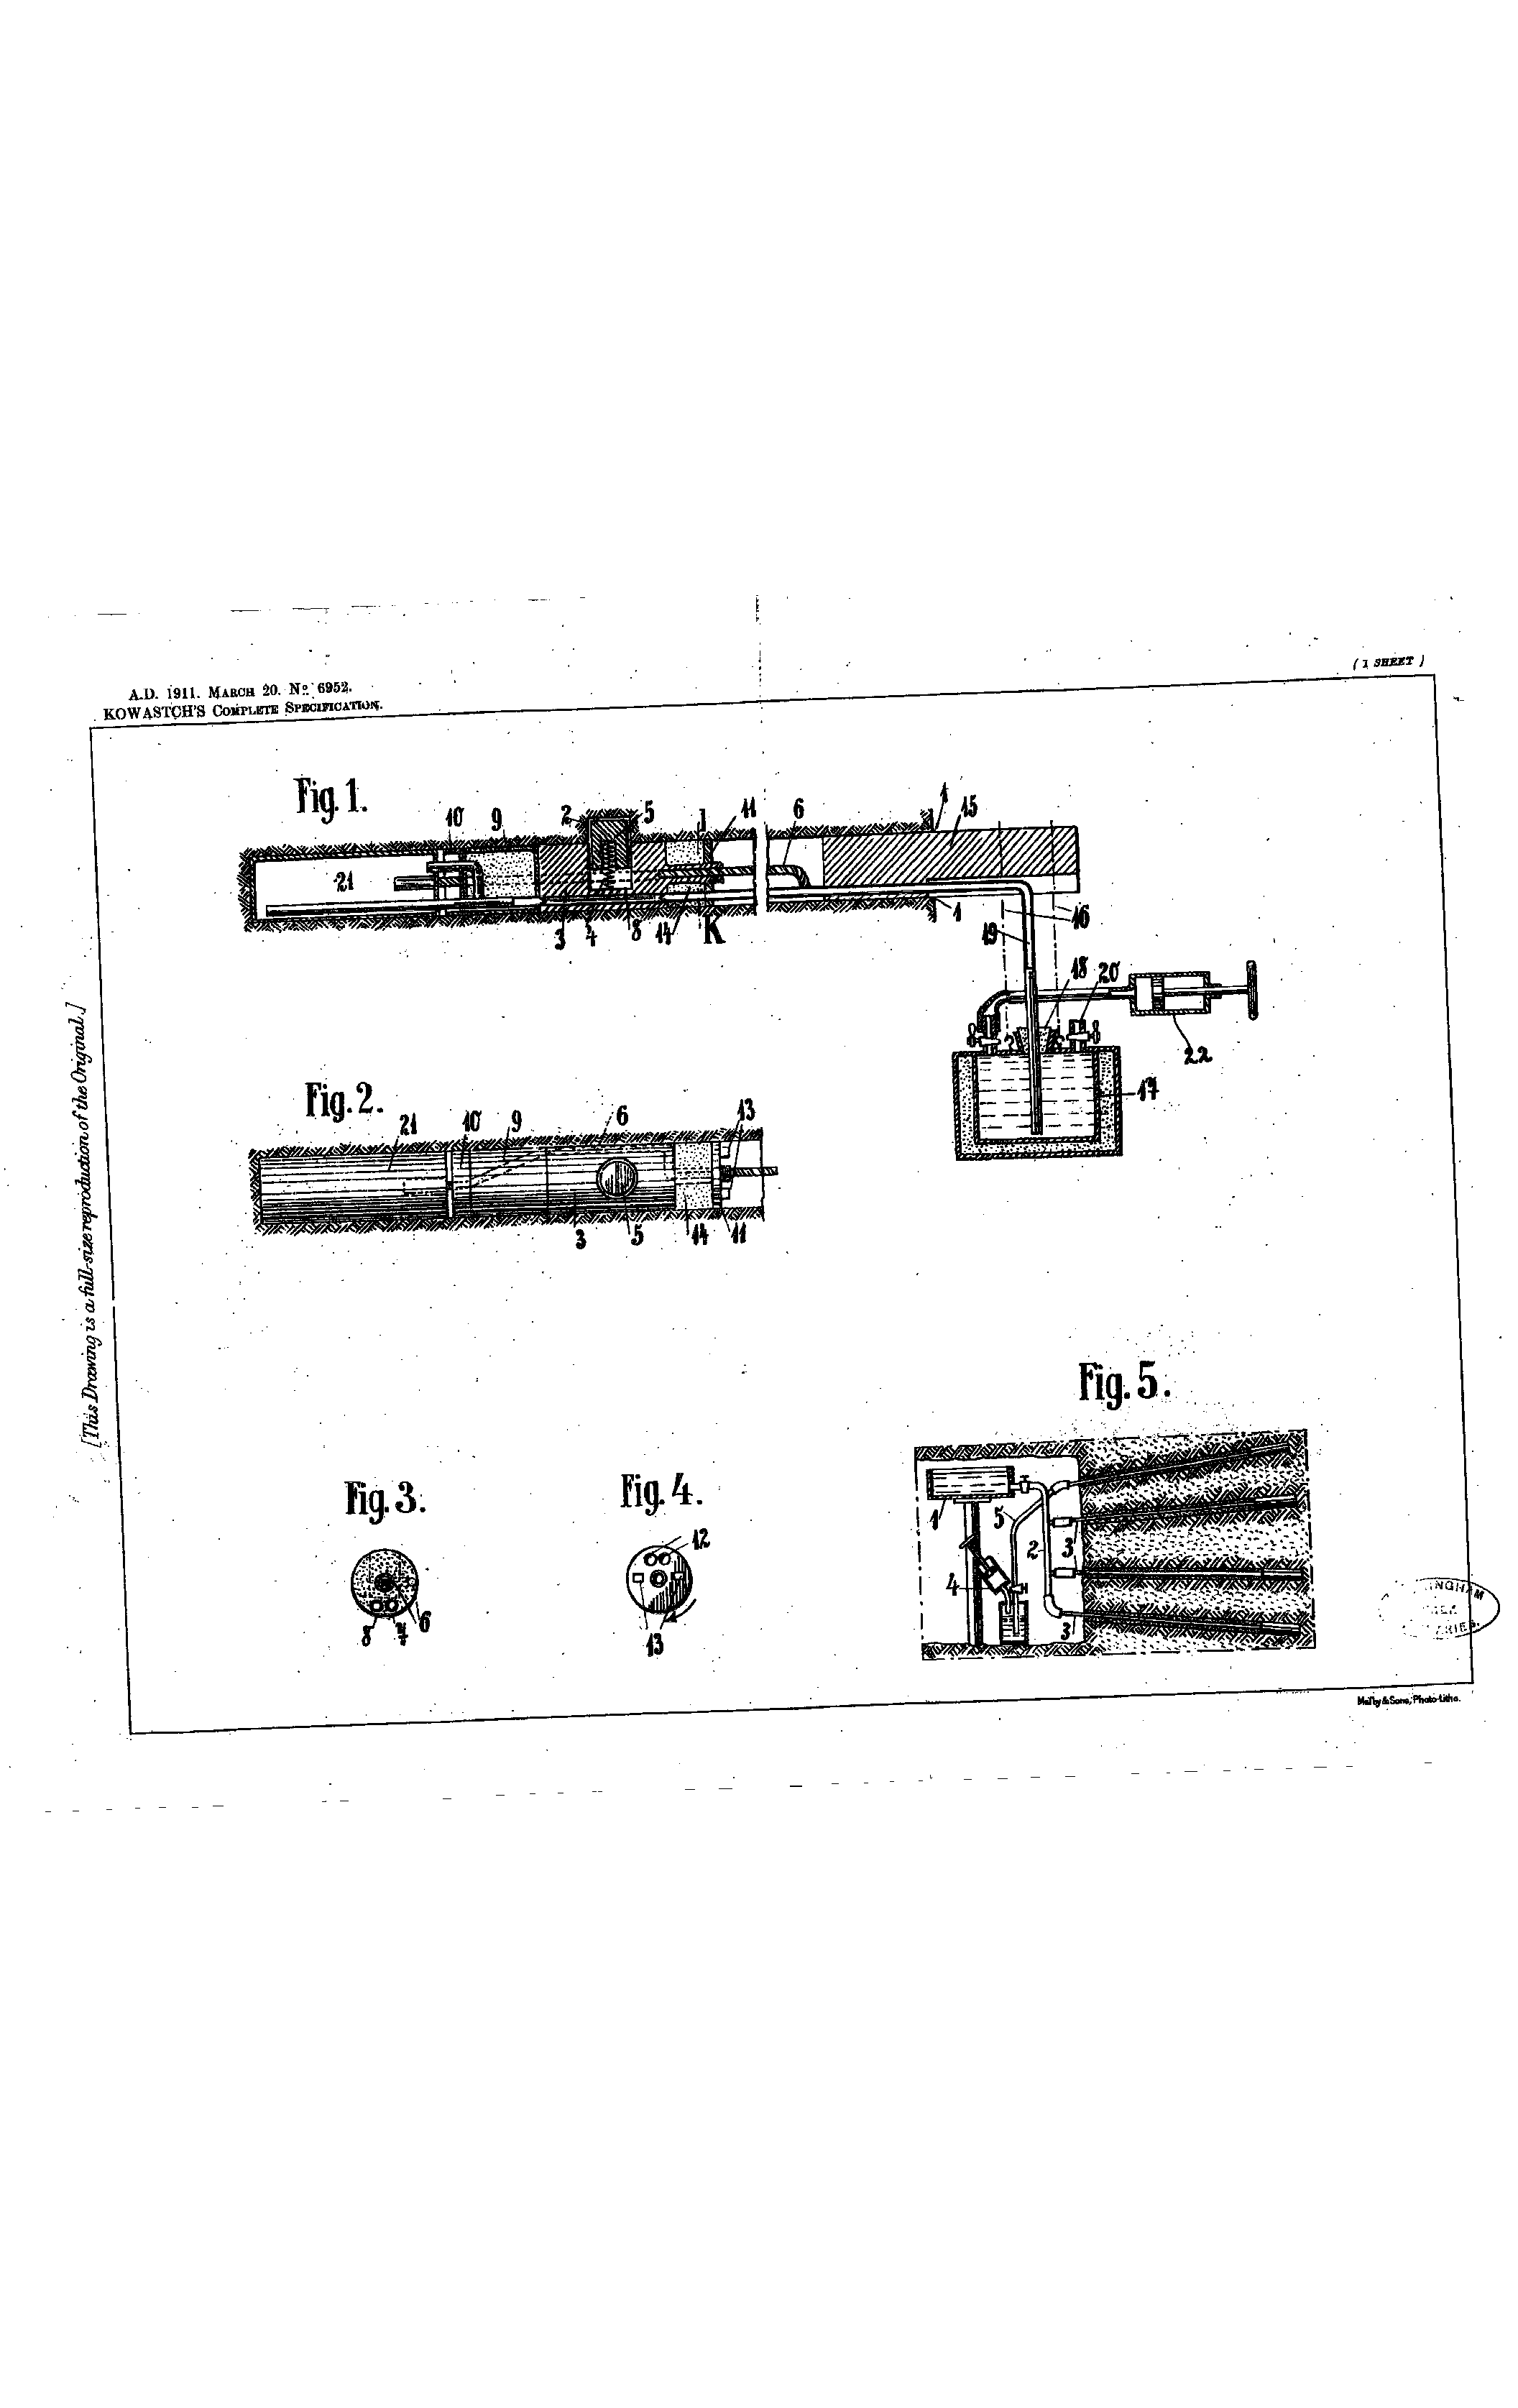 ( 1 SHEET )
A.D. 1911. MARCH 20. No. 6952.
KOWASTCH'S COMPLETE SPECIFICATION.
[This Drawing is a full-size reproduction of the Original.]
Fig. 1.
10 9 2 5 1 11 6 1 15
21
3 4 8 14 K 1 16
19
18 20
22
17
Fig. 2.
21 10 9 6 13
3 5 14 11
Fig. 5.
1 5 2 3
4 3
Fig. 3.
8 7 6
Fig. 4.
12
13
INGHAM
RIES.
Malby & Sons, Photo-Litho.